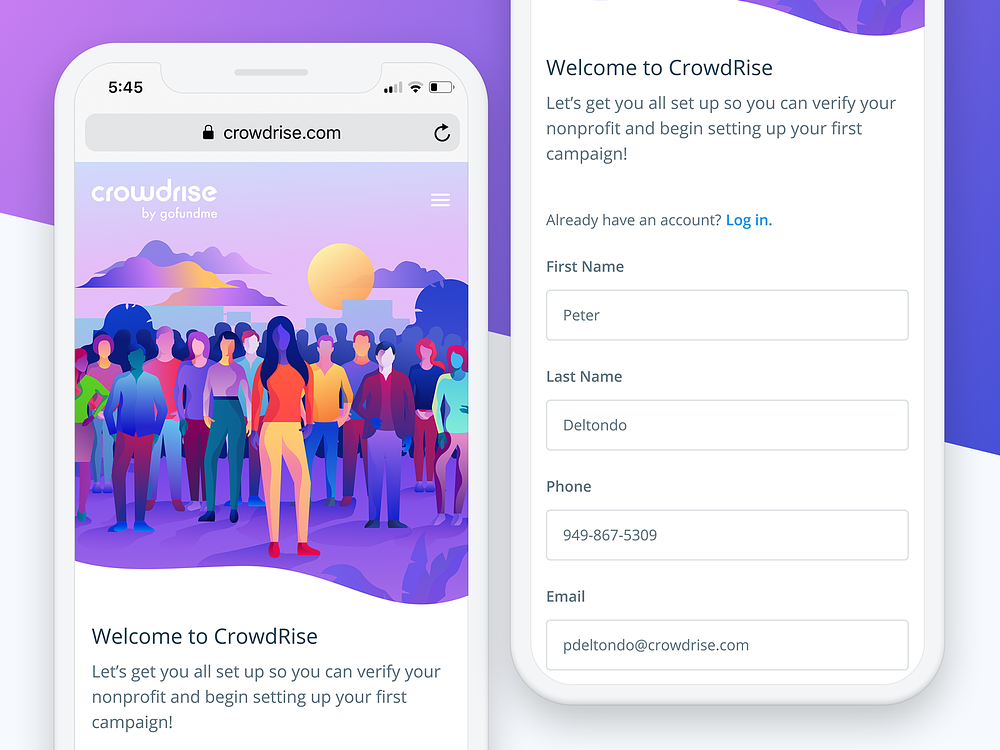 5:45
crowdrise.com
crowdrise
by gofundme
Welcome to CrowdRise
Let’s get you all set up so you can verify your
nonprofit and begin setting up your first
campaign!
Welcome to CrowdRise
Let’s get you all set up so you can verify your
nonprofit and begin setting up your first
campaign!
Already have an account? Log in.
First Name
Peter
Last Name
Deltondo
Phone
949-867-5309
Email
pdeltondo@crowdrise.com